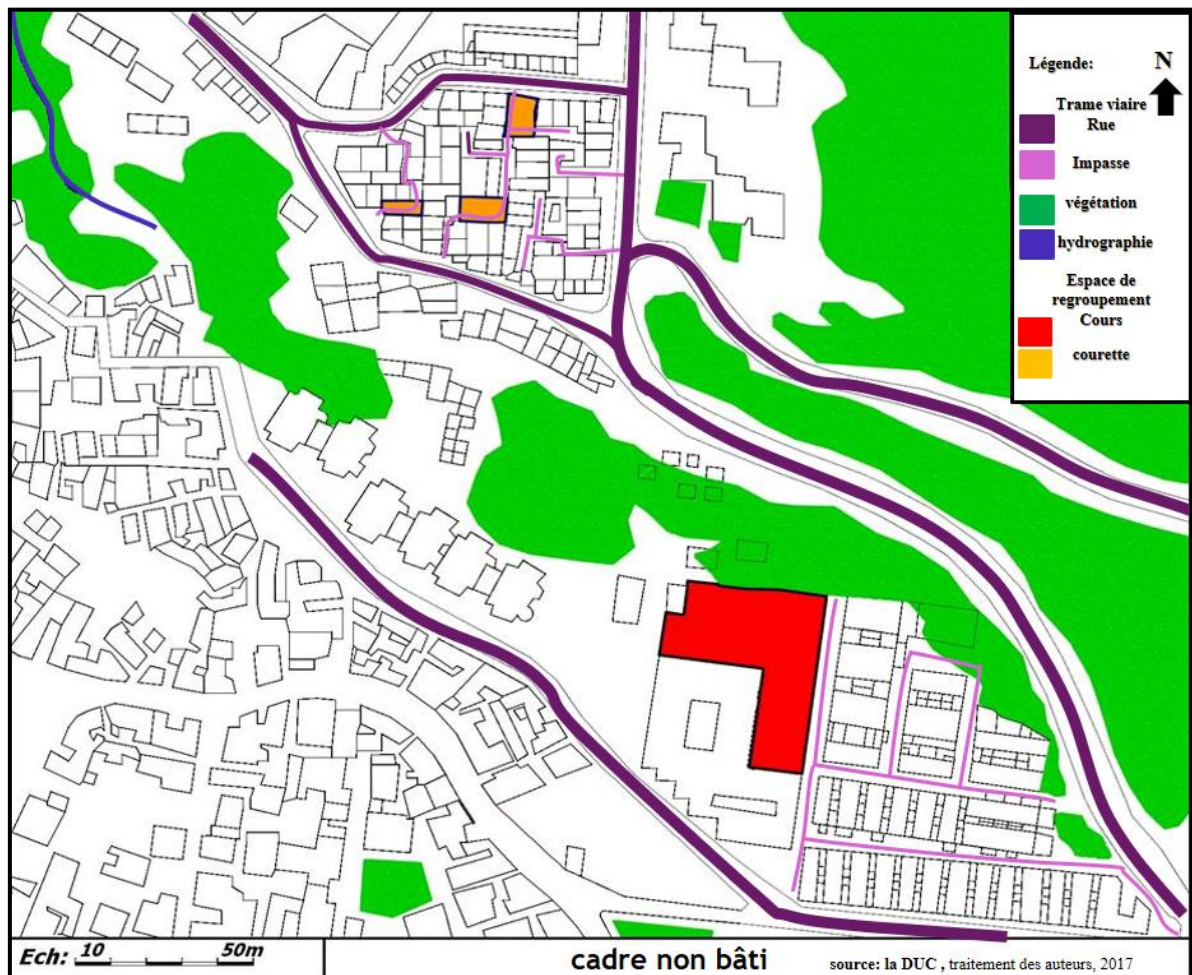 Légende:
N
Trame viaire
Rue
Impasse
végétation
hydrographie
Espace de
regroupement
Cours
courette
Ech: 10 50m
cadre non bâti
source: la DUC , traitement des auteurs, 2017